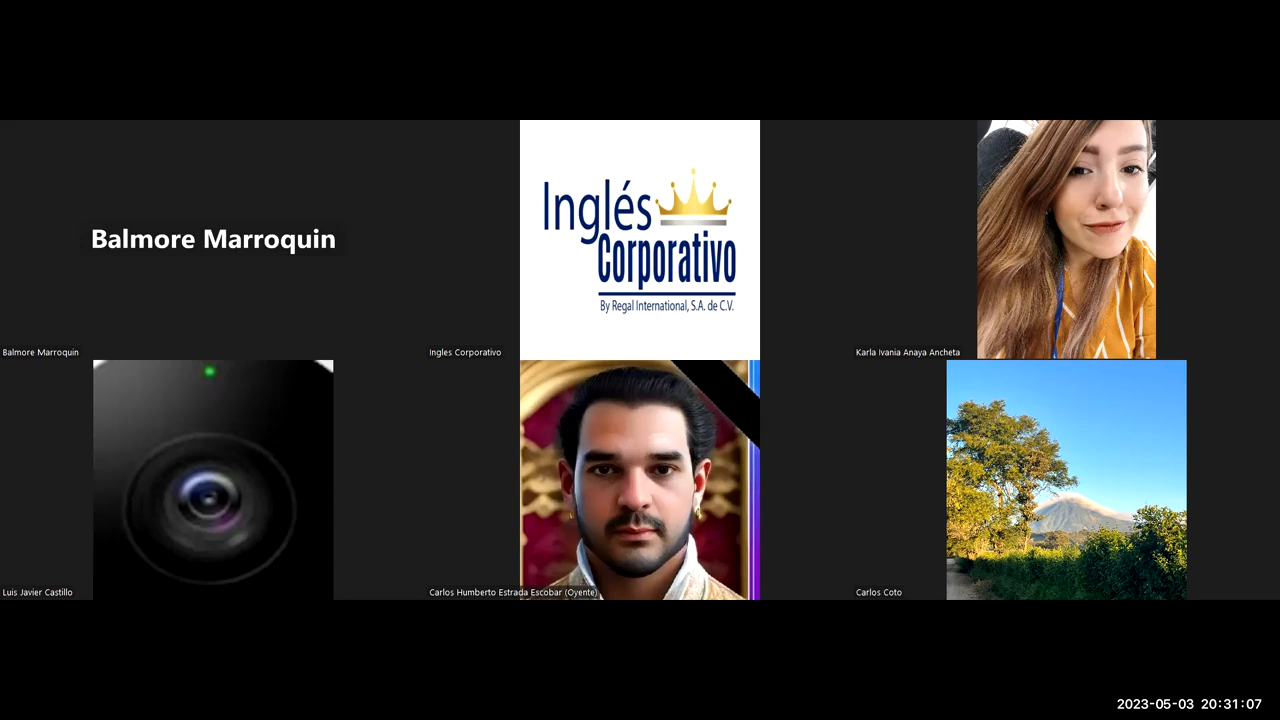 Balmore Marroquin
Balmore Marroquin
Inglés
Corporativo
By Regal International, S.A. de C.V.
Ingles Corporativo
Karla Ivania Anaya Ancheta
Luis Javier Castillo
Carlos Humberto Estrada Escobar (Oyente)
Carlos Coto
2023-05-03 20:31:07